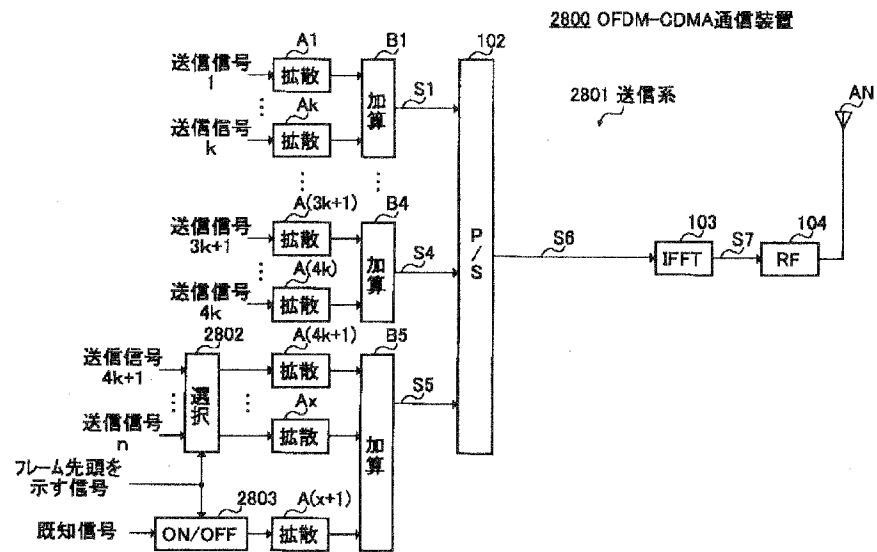 2800 OFDM-CDMA通信装置
A1
B1
102
送信信号
1
拡散
加算
S1
2801 送信系
AN
Ak
送信信号
k
拡散
A(3k+1)
B4
送信信号
3k+1
拡散
加算
S4
P/S
S6
103
IFFT
S7
104
RF
A(4k)
送信信号
4k
拡散
2802
A(4k+1)
B5
送信信号
4k+1
選択
拡散
加算
S5
Ax
送信信号
n
拡散
フレーム先頭を
示す信号
2803
A(x+1)
既知信号
ON/OFF
拡散